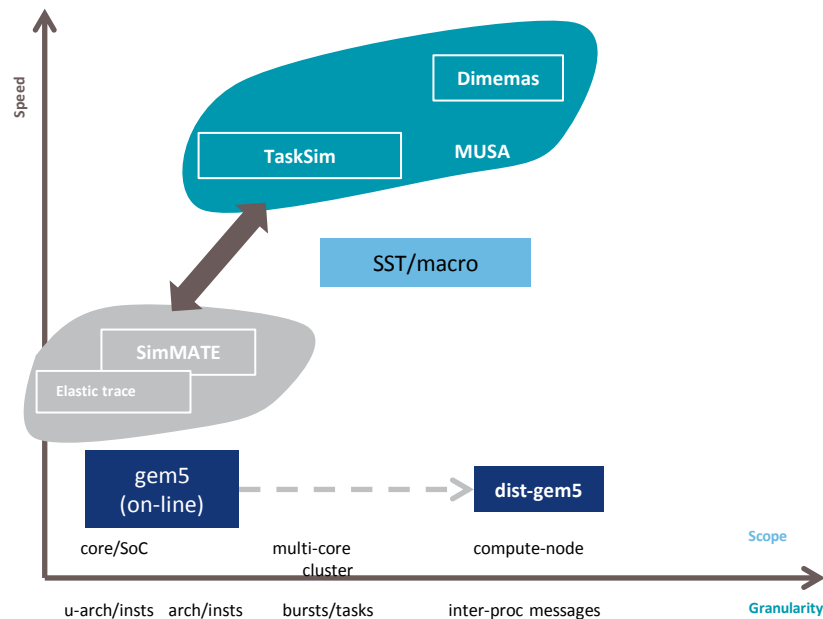 Speed
Dimemas
TaskSim
MUSA
SST/macro
SimMATE
Elastic trace
gem5
(on-line)
dist-gem5
core/SoC
multi-core
cluster
compute-node
Scope
u-arch/insts
arch/insts
bursts/tasks
inter-proc messages
Granularity